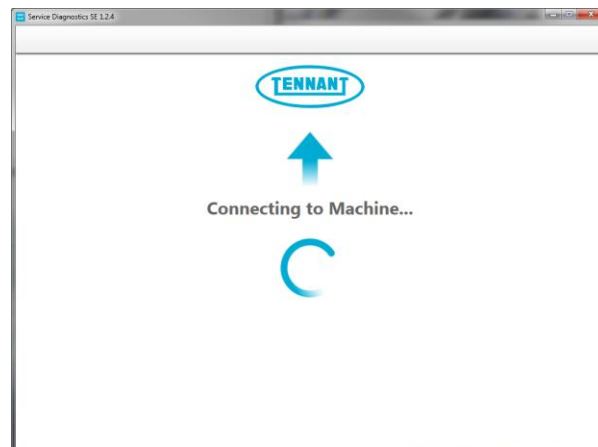 Service Diagnostics SE 1.2.4
TENNANT
Connecting to Machine...